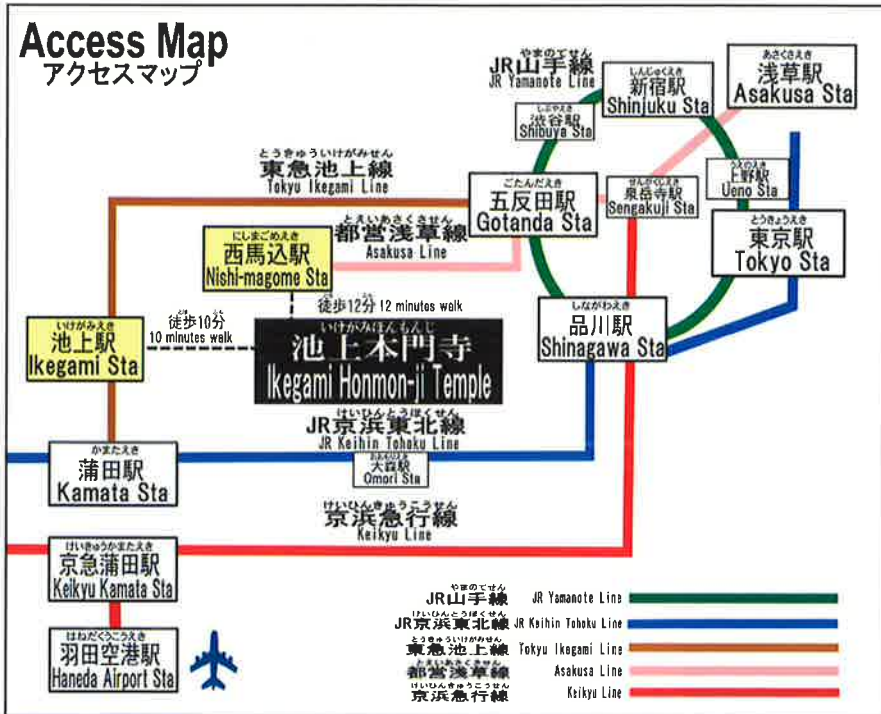 Access Map
アクセスマップ
やまのてせん
JR山手線
JR Yamanote Line
しんじゅくえき
新宿駅
Shinjuku Sta
あさくさえき
浅草駅
Asakusa Sta
しぶやえき
渋谷駅
Shibuya Sta
とうきゅういけがみせん
東急池上線
Tokyu Ikegami Line
ごたんだえき
五反田駅
Gotanda Sta
せんがくじえき
泉岳寺駅
Sengakuji Sta
うえのえき
上野駅
Ueno Sta
とうきょうえき
東京駅
Tokyo Sta
にしまごめえき
西馬込駅
Nishi-magome Sta
とえいあさくさせん
都営浅草線
Asakusa Line
とほ
徒歩12分 12 minutes walk
しながわえき
品川駅
Shinagawa Sta
いけがみえき
池上駅
Ikegami Sta
徒歩10分
10 minutes walk
いけがみほんもんじ
池上本門寺
Ikegami Honmon-ji Temple
けいひんとうほくせん
JR京浜東北線
JR Keihin Tohoku Line
かまたえき
蒲田駅
Kamata Sta
おおもりえき
大森駅
Omori Sta
けいひんきゅうこうせん
京浜急行線
Keikyu Line
けいきゅうかまたえき
京急蒲田駅
Keikyu Kamata Sta
はねだくうこうえき
羽田空港駅
Haneda Airport Sta
やまのてせん
JR山手線 JR Yamanote Line
けいひんとうほくせん
JR京浜東北線 JR Keihin Tohoku Line
とうきゅういけがみせん
東急池上線 Tokyu Ikegami Line
とえいあさくさせん
都営浅草線 Asakusa Line
けいひんきゅうこうせん
京浜急行線 Keikyu Line